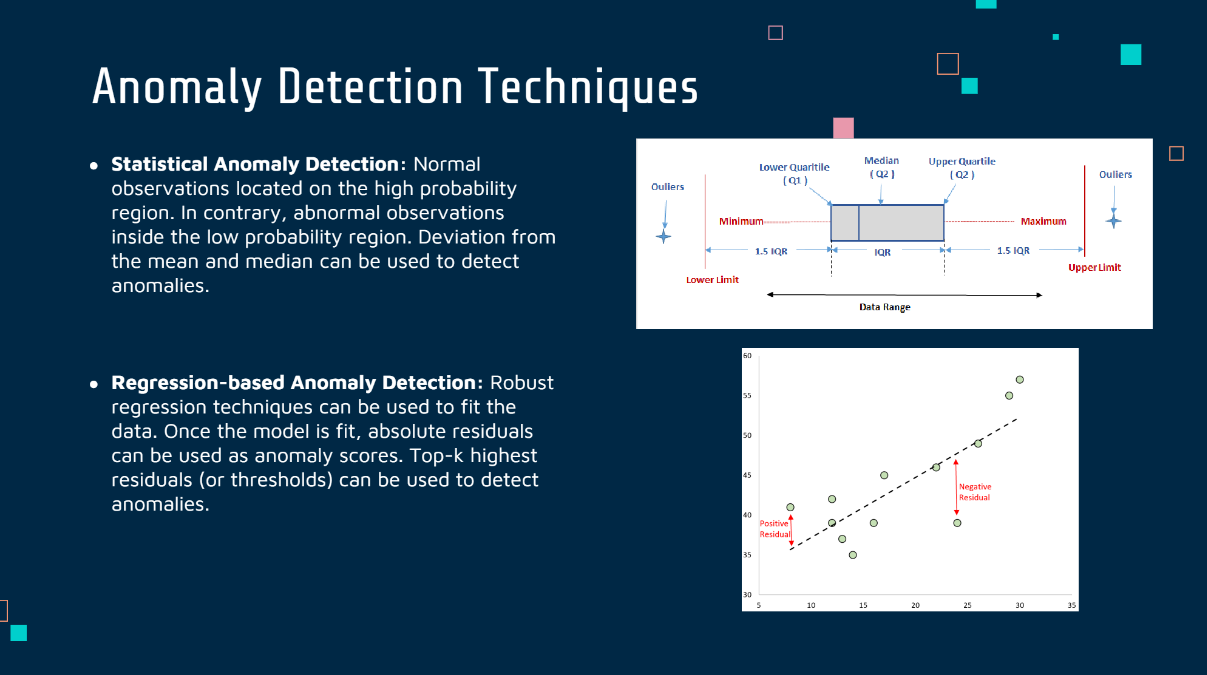 Anomaly Detection Techniques
● Statistical Anomaly Detection: Normal
observations located on the high probability
region. In contrary, abnormal observations
inside the low probability region. Deviation from
the mean and median can be used to detect
anomalies.
● Regression-based Anomaly Detection: Robust
regression techniques can be used to fit the
data. Once the model is fit, absolute residuals
can be used as anomaly scores. Top-k highest
residuals (or thresholds) can be used to detect
anomalies.
Lower Quaritile
( Q1 )
Median
( Q2 )
Upper Quartile
( Q2 )
Ouliers
Ouliers
Minimum
Maximum
1.5 IQR
IQR
1.5 IQR
Lower Limit
Upper Limit
Data Range
60
55
50
45
40
35
30
Negative
Residual
Positive
Residual
5 10 15 20 25 30 35